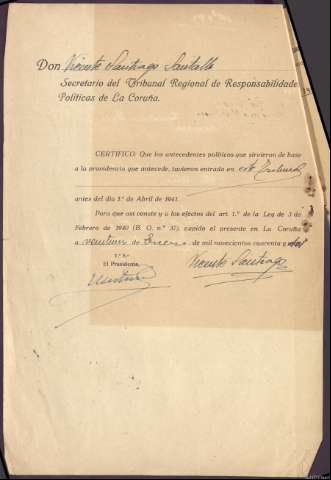 Don Vicente Santiago Santalla
Secretario del Tribunal Regional de Responsabilidades
Políticas de La Coruña.
CERTIFICO: Que los antecedentes políticos que sirvieron de base
a la providencia que antecede, tuvieron entrada en este Tribunal
antes del día 1.º de Abril de 1941.
Para que así conste y a los efectos del art. 1.º de la Ley de 3 de
Febrero de 1940 (B. O. n.º 37), expido el presente en La Coruña
a de Enero de mil novecientos cuarenta y dos
V.º B.º
El Presidente,
Vicente Santiago